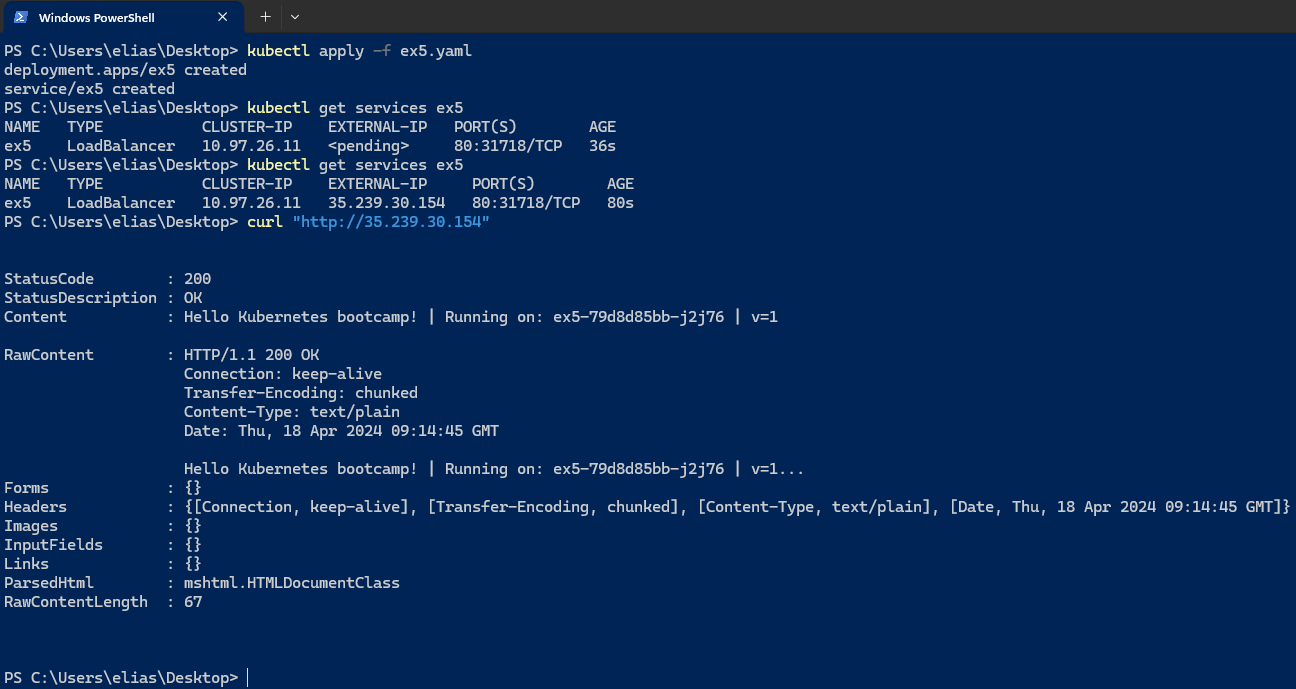 Windows PowerShell
PS C:\Users\elias\Desktop> kubectl apply -f ex5.yaml
deployment.apps/ex5 created
service/ex5 created
PS C:\Users\elias\Desktop> kubectl get services ex5
NAME   TYPE           CLUSTER-IP    EXTERNAL-IP   PORT(S)        AGE
ex5    LoadBalancer   10.97.26.11   <pending>     80:31718/TCP   36s
PS C:\Users\elias\Desktop> kubectl get services ex5
NAME   TYPE           CLUSTER-IP    EXTERNAL-IP     PORT(S)        AGE
ex5    LoadBalancer   10.97.26.11   35.239.30.154   80:31718/TCP   80s
PS C:\Users\elias\Desktop> curl "http://35.239.30.154"
StatusCode        : 200
StatusDescription : OK
Content           : Hello Kubernetes bootcamp! | Running on: ex5-79d8d85bb-j2j76 | v=1
RawContent        : HTTP/1.1 200 OK
                    Connection: keep-alive
                    Transfer-Encoding: chunked
                    Content-Type: text/plain
                    Date: Thu, 18 Apr 2024 09:14:45 GMT
                    Hello Kubernetes bootcamp! | Running on: ex5-79d8d85bb-j2j76 | v=1...
Forms             : {}
Headers           : {[Connection, keep-alive], [Transfer-Encoding, chunked], [Content-Type, text/plain], [Date, Thu, 18 Apr 2024 09:14:45 GMT]}
Images            : {}
InputFields       : {}
Links             : {}
ParsedHtml        : mshtml.HTMLDocumentClass
RawContentLength  : 67
PS C:\Users\elias\Desktop>